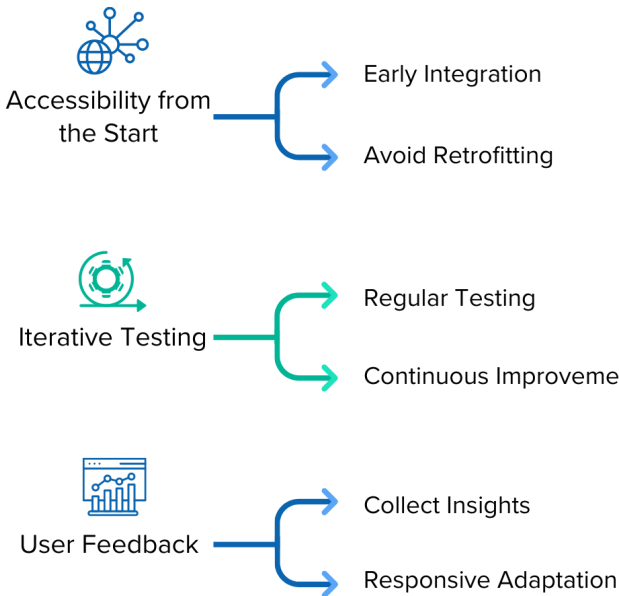 Accessibility from
the Start
Early Integration
Avoid Retrofitting
Iterative Testing
Regular Testing
Continuous Improveme
User Feedback
Collect Insights
Responsive Adaptation